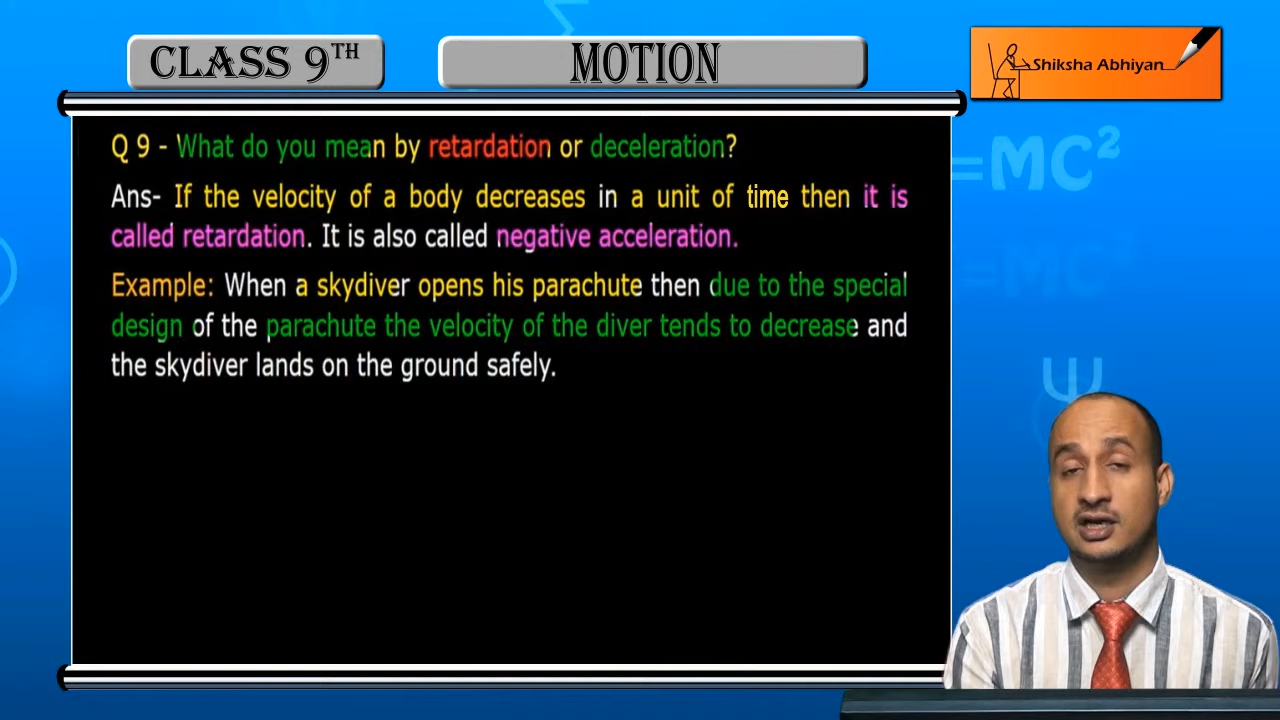 CLASS 9TH
MOTION
Shiksha Abhiyan
Q 9 - What do you mean by retardation or deceleration?
Ans- If the velocity of a body decreases in a unit of time then it is
called retardation. It is also called negative acceleration.
Example: When a skydiver opens his parachute then due to the special
design of the parachute the velocity of the diver tends to decrease and
the skydiver lands on the ground safely.
=MC²
=MC²
Ψ
Σ